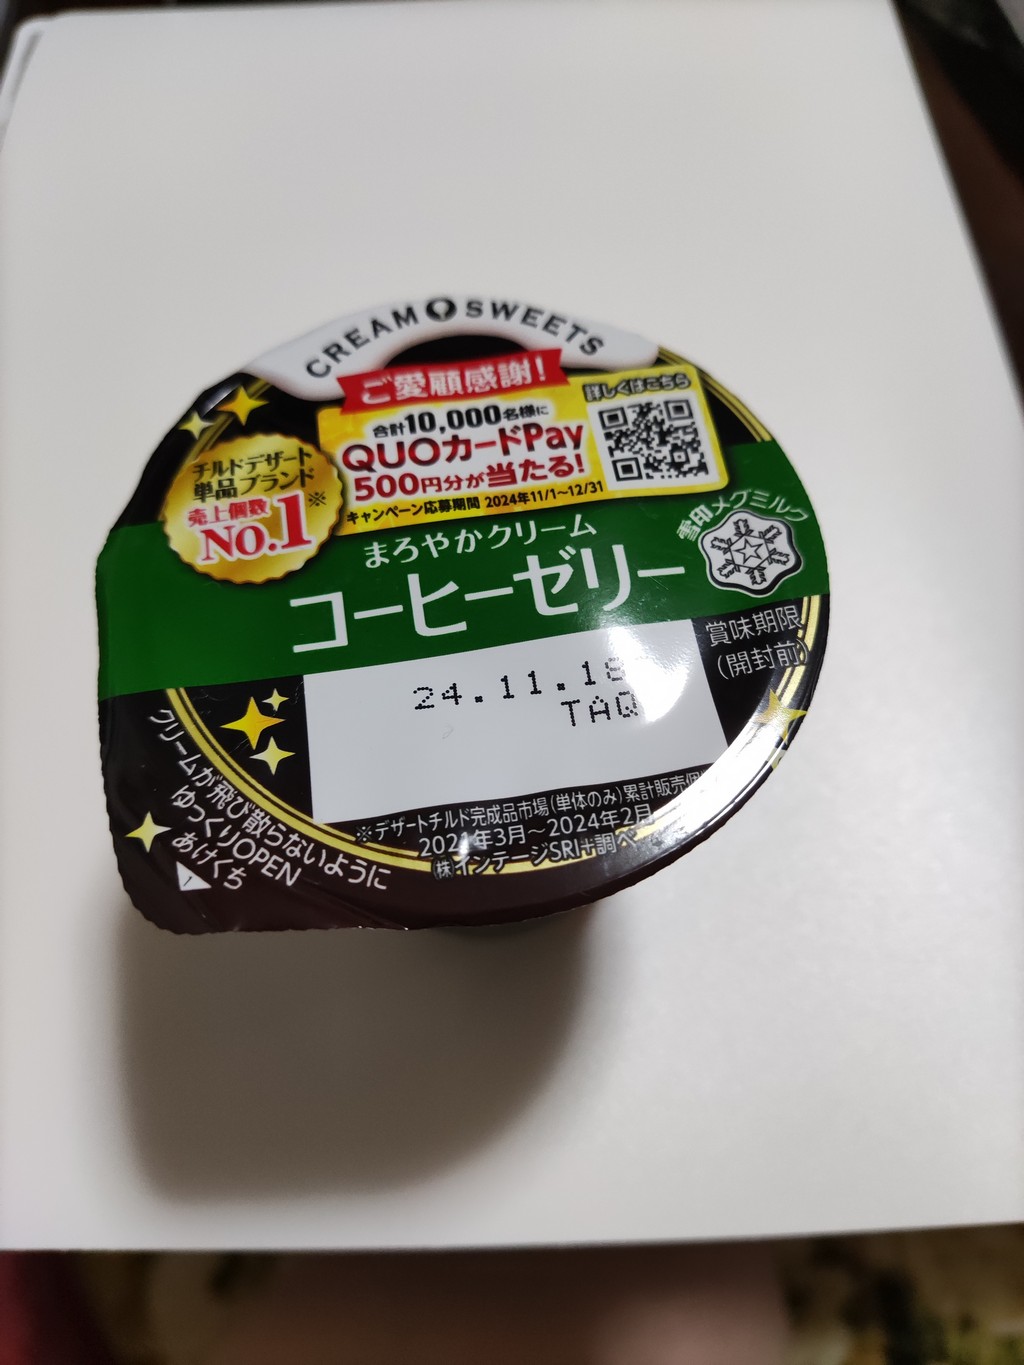 CREAM SWEETS
ご愛顧感謝!
合計10,000名様に
QUOカードPay
500円分が当たる!
キャンペーン応募期間 2024年11/1〜12/31
詳しくはこちら
チルドデザート
単品ブランド
売上個数
No.1※
雪印メグミルク
まろやかクリーム
コーヒーゼリー
賞味期限
(開封前)
24.11.18
TAQ
※デザートチルド完成品市場(単体のみ)累計販売個
2021年3月〜2024年2月
㈱インテージSRI+調べ
クリームが飛び散らないように
ゆっくりOPEN
あけくち